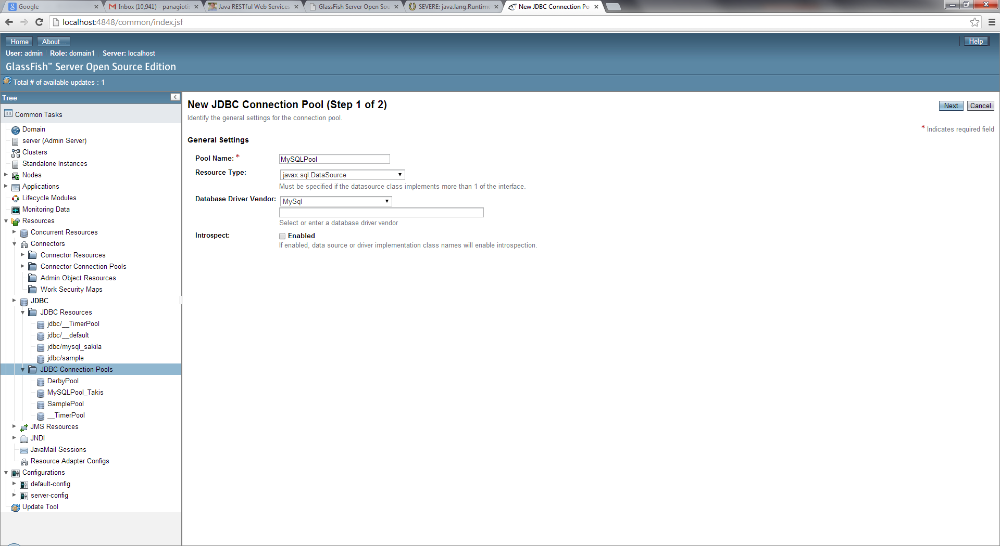 Google
Inbox (10,941) - panagiotis
Java RESTful Web Services
GlassFish Server Open Sou
SEVERE: java.lang.Runtime
New JDBC Connection Po
localhost:4848/common/index.jsf
Home
About...
Help
User: admin
Role: domain1
Server: localhost
GlassFish™ Server Open Source Edition
Total # of available updates : 1
Tree
Common Tasks
Domain
server (Admin Server)
Clusters
Standalone Instances
Nodes
Applications
Lifecycle Modules
Monitoring Data
Resources
Concurrent Resources
Connectors
Connector Resources
Connector Connection Pools
Admin Object Resources
Work Security Maps
JDBC
JDBC Resources
jdbc/__TimerPool
jdbc/__default
jdbc/mysql_sakila
jdbc/sample
JDBC Connection Pools
DerbyPool
MySQLPool_Takis
SamplePool
__TimerPool
JMS Resources
JNDI
JavaMail Sessions
Resource Adapter Configs
Configurations
default-config
server-config
Update Tool
New JDBC Connection Pool (Step 1 of 2)
Next
Cancel
Identify the general settings for the connection pool.
* Indicates required field
General Settings
Pool Name: * MySQLPool
Resource Type: javax.sql.DataSource
Must be specified if the datasource class implements more than 1 of the interface.
Database Driver Vendor: MySql
Select or enter a database driver vendor
Introspect: Enabled
If enabled, data source or driver implementation class names will enable introspection.